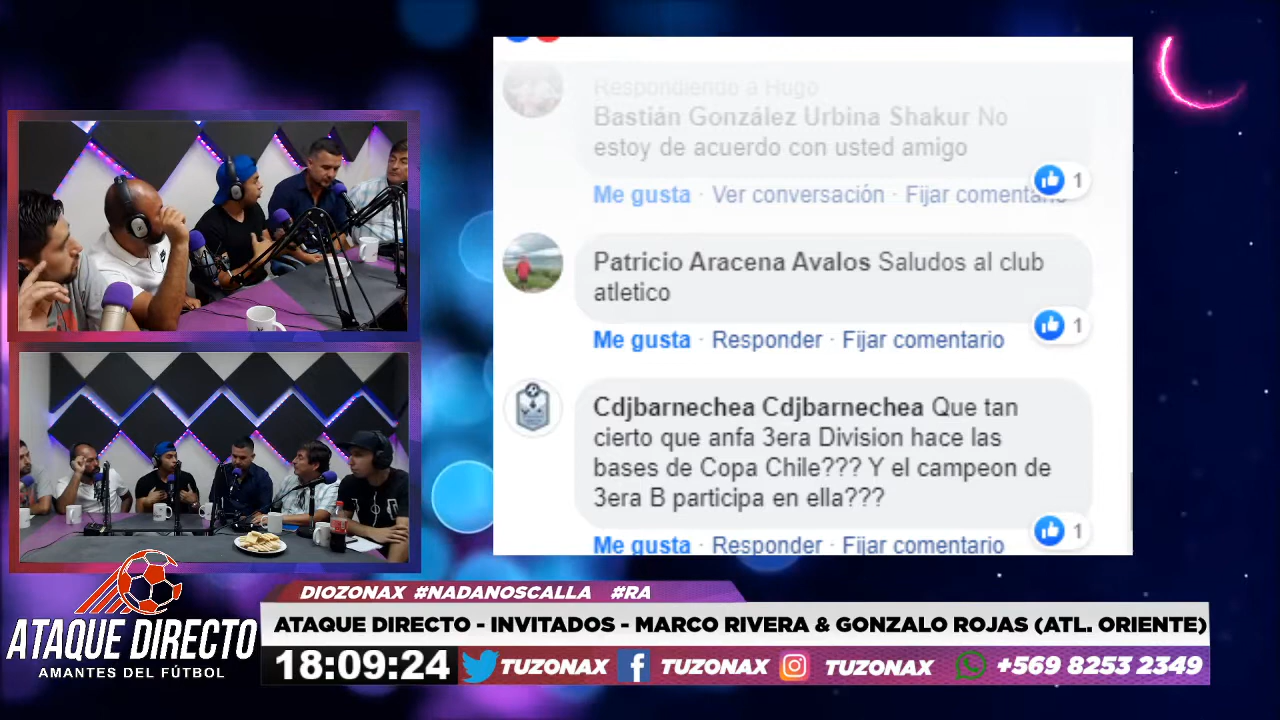 Respondiendo a Hugo
Bastián González Urbina Shakur No
estoy de acuerdo con usted amigo
Me gusta · Ver conversación · Fijar comentario
1
Patricio Aracena Avalos Saludos al club
atletico
1
Me gusta · Responder · Fijar comentario
Cdjbarnechea Cdjbarnechea Que tan
cierto que anfa 3era Division hace las
bases de Copa Chile??? Y el campeon de
3era B participa en ella???
1
Me gusta · Responder · Fijar comentario
ATAQUE DIRECTO
AMANTES DEL FÚTBOL
DIOZONAX #NADANOSCALLA #RA
ATAQUE DIRECTO - INVITADOS - MARCO RIVERA & GONZALO ROJAS (ATL. ORIENTE)
18:09:24 TUZONAX TUZONAX TUZONAX +569 8253 2349